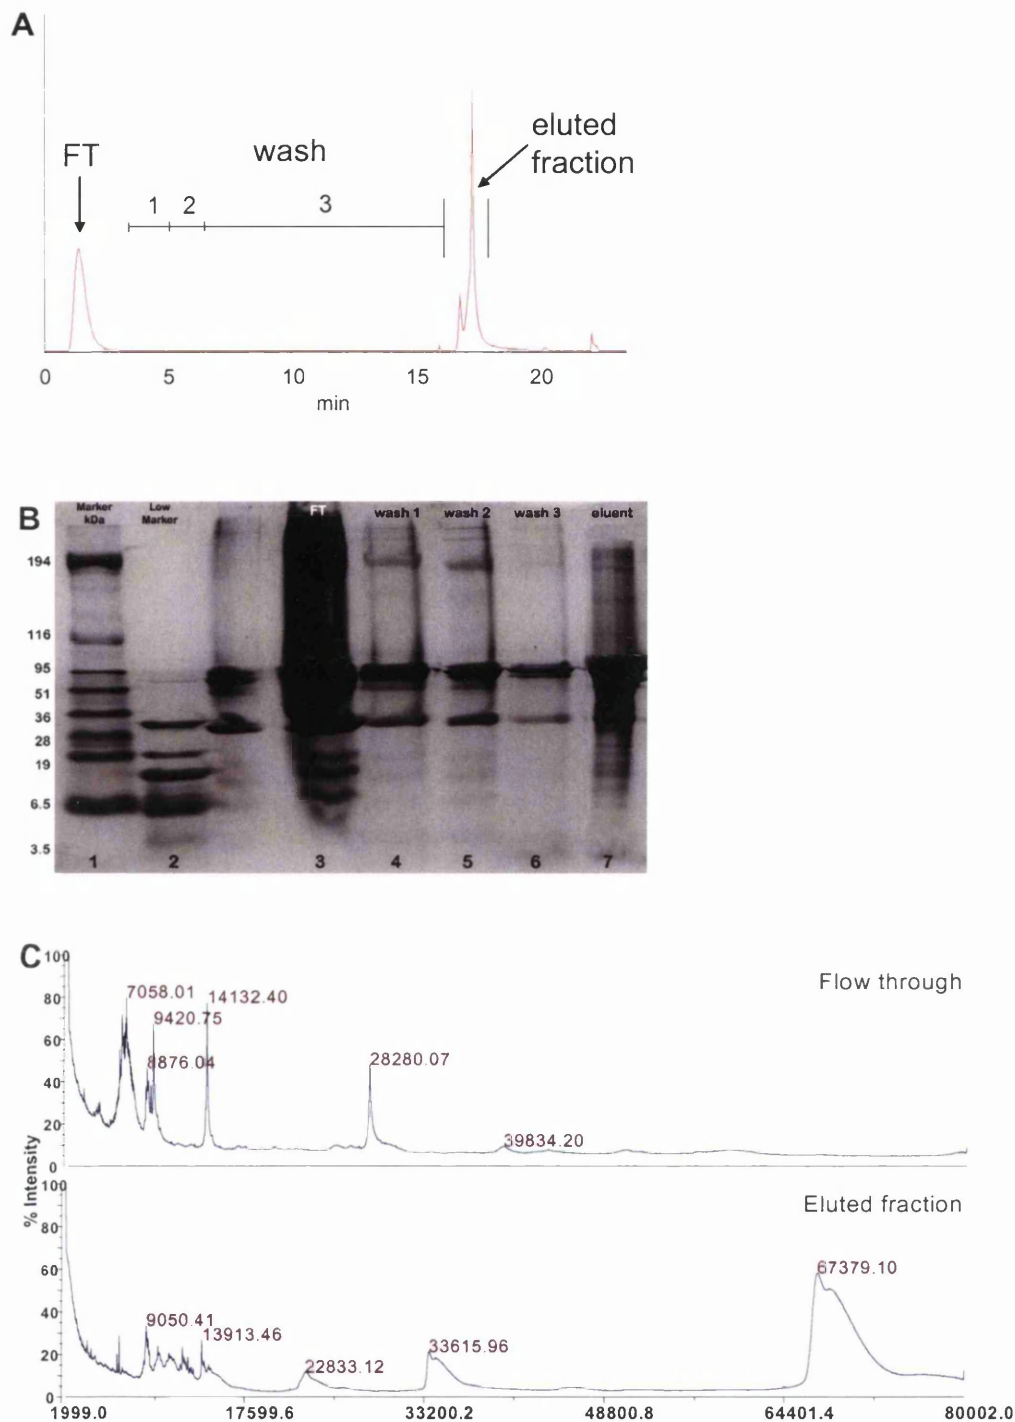 A
FT
wash
eluted
fraction
1 2 3
0 5 10 15 20
min
B
Marker
kDa
Low
Marker
FT wash 1 wash 2 wash 3 eluent
194
116
95
51
36
28
19
6.5
3.5
1 2 3 4 5 6 7
C
Flow through
100
80
60
40
20
0
7058.01
14132.40
9420.75
8876.04
28280.07
39834.20
% Intensity
Eluted fraction
100
80
60
40
20
0
67379.10
9050.41
13913.46
33615.96
22833.12
1999.0 17599.6 33200.2 48800.8 64401.4 80002.0